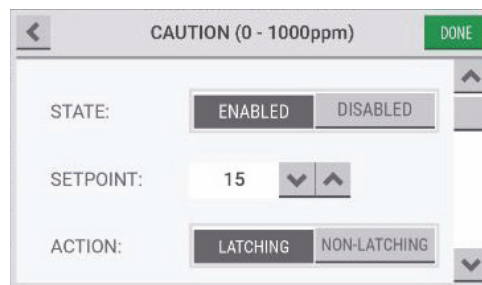 CAUTION (0 - 1000ppm) DONE
STATE: ENABLED DISABLED
SETPOINT: 15
ACTION: LATCHING NON-LATCHING